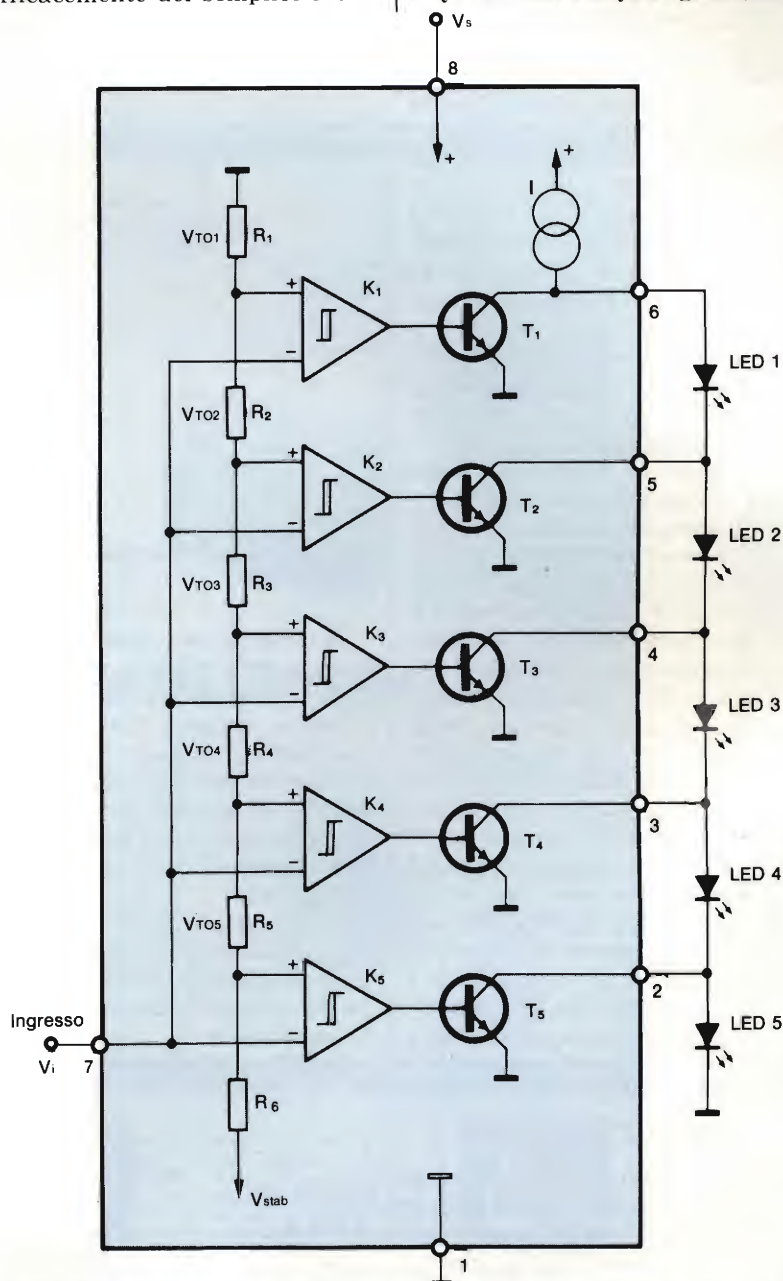 Vs
8
+
+
I
VTO1 R1
+ K1
T1
6
−
LED 1
VTO2 R2
+ K2
5
T2
−
LED 2
VTO3 R3
+ K3
4
T3
−
LED 3
VTO4 R4
+ K4
3
T4
−
LED 4
VTO5 R5
+ K5
2
T5
−
LED 5
Ingresso
Vi 7
R6
Vstab
1